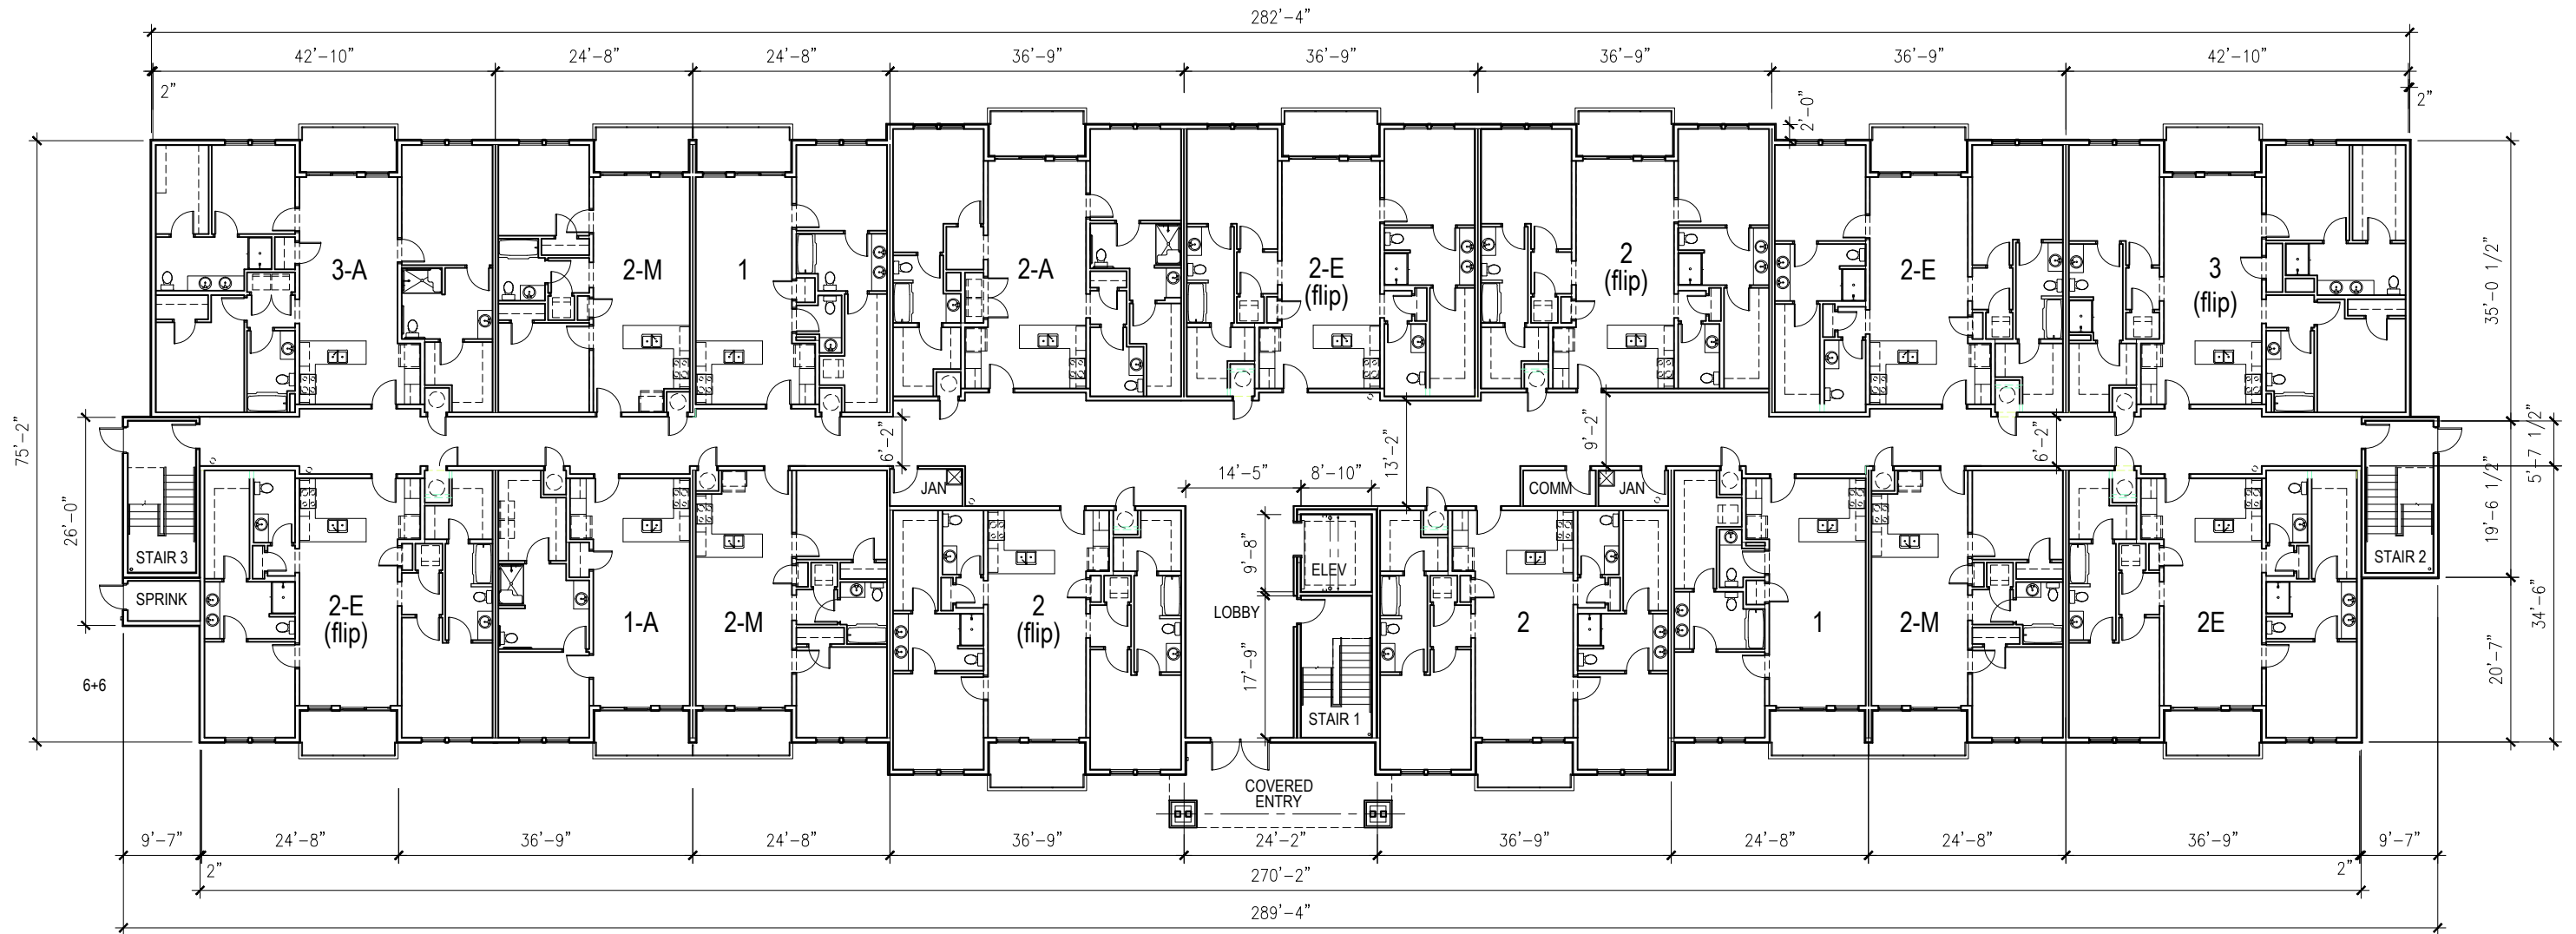 282'-4"
42'-10"
24'-8"
24'-8"
36'-9"
36'-9"
36'-9"
36'-9"
42'-10"
2"
2'-0"
2"
3-A
2-M
1
2-A
2-E
(flip)
2
(flip)
2-E
3
(flip)
75'-2"
35'-0 1/2"
6'-2"
13'-2"
9'-2"
6'-2"
5'-7 1/2"
19'-6 1/2"
26'-0"
STAIR 3
SPRINK
JAN
14'-5"
8'-10"
COMM
JAN
9'-8"
ELEV
LOBBY
17'-9"
STAIR 1
STAIR 2
2-E
(flip)
1-A
2-M
2
(flip)
2
1
2-M
2E
34'-6"
20'-7"
6+6
COVERED
ENTRY
9'-7"
24'-8"
36'-9"
24'-8"
36'-9"
24'-2"
36'-9"
24'-8"
24'-8"
36'-9"
9'-7"
2"
2"
270'-2"
289'-4"